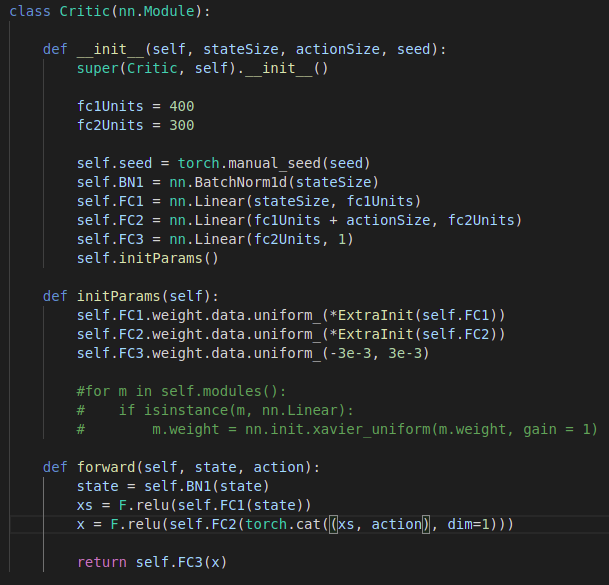 class Critic(nn.Module):
def __init__(self, stateSize, actionSize, seed):
super(Critic, self).__init__()
fc1Units = 400
fc2Units = 300
self.seed = torch.manual_seed(seed)
self.BN1 = nn.BatchNorm1d(stateSize)
self.FC1 = nn.Linear(stateSize, fc1Units)
self.FC2 = nn.Linear(fc1Units + actionSize, fc2Units)
self.FC3 = nn.Linear(fc2Units, 1)
self.initParams()
def initParams(self):
self.FC1.weight.data.uniform_(*ExtraInit(self.FC1))
self.FC2.weight.data.uniform_(*ExtraInit(self.FC2))
self.FC3.weight.data.uniform_(-3e-3, 3e-3)
#for m in self.modules():
#    if isinstance(m, nn.Linear):
#        m.weight = nn.init.xavier_uniform(m.weight, gain = 1)
def forward(self, state, action):
state = self.BN1(state)
xs = F.relu(self.FC1(state))
x = F.relu(self.FC2(torch.cat((xs, action), dim=1)))
return self.FC3(x)